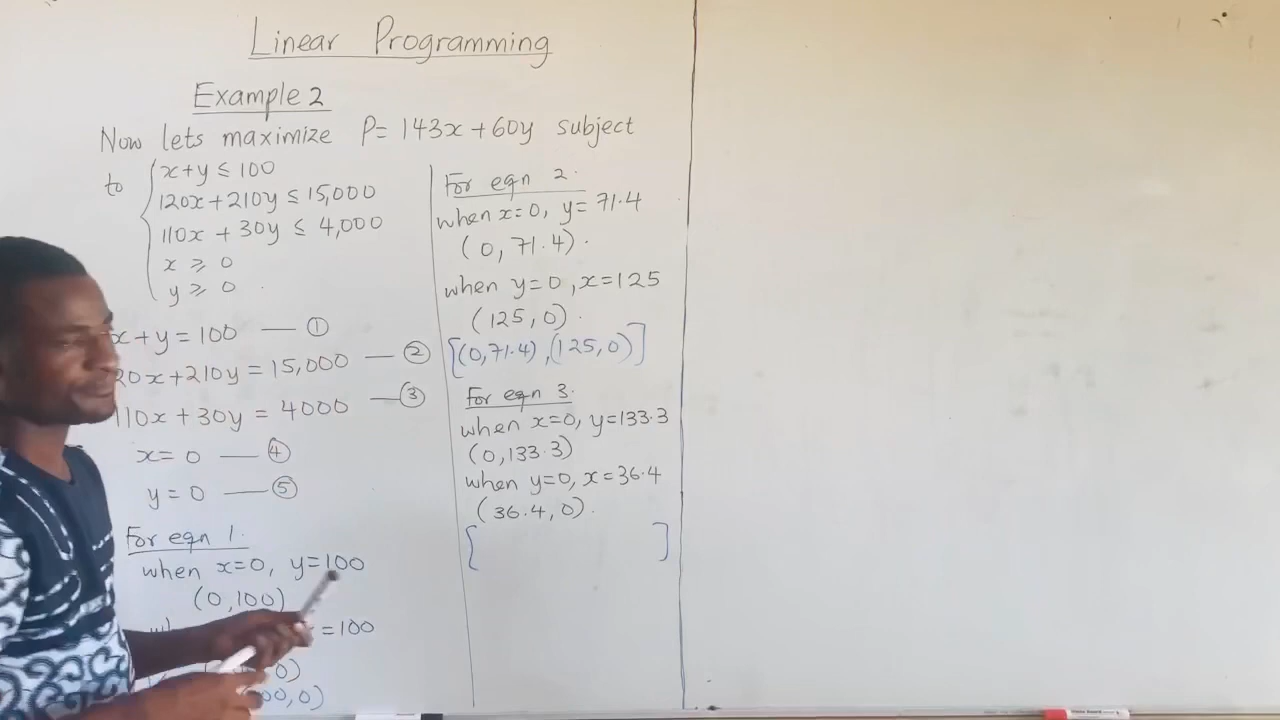 Linear Programming
Example 2
Now lets maximize P= 143x + 60y subject
to
x+y ≤ 100
120x+210y ≤ 15,000
110x + 30y ≤ 4,000
x ≥ 0
y ≥ 0
x+y = 100 — ①
20x+210y = 15,000 — ②
110x + 30y = 4000 — ③
x = 0 — ④
y = 0 — ⑤
For eqn 1.
when x=0, y=100
(0,100)
=100
0)
00,0)
For eqn 2.
when x=0, y= 71.4
(0, 71.4).
when y=0, x=125
(125, 0).
[(0,71.4), (125,0)]
For eqn 3.
when x=0, y=133.3
(0,133.3)
when y=0, x=36.4
(36.4, 0).
[ ]